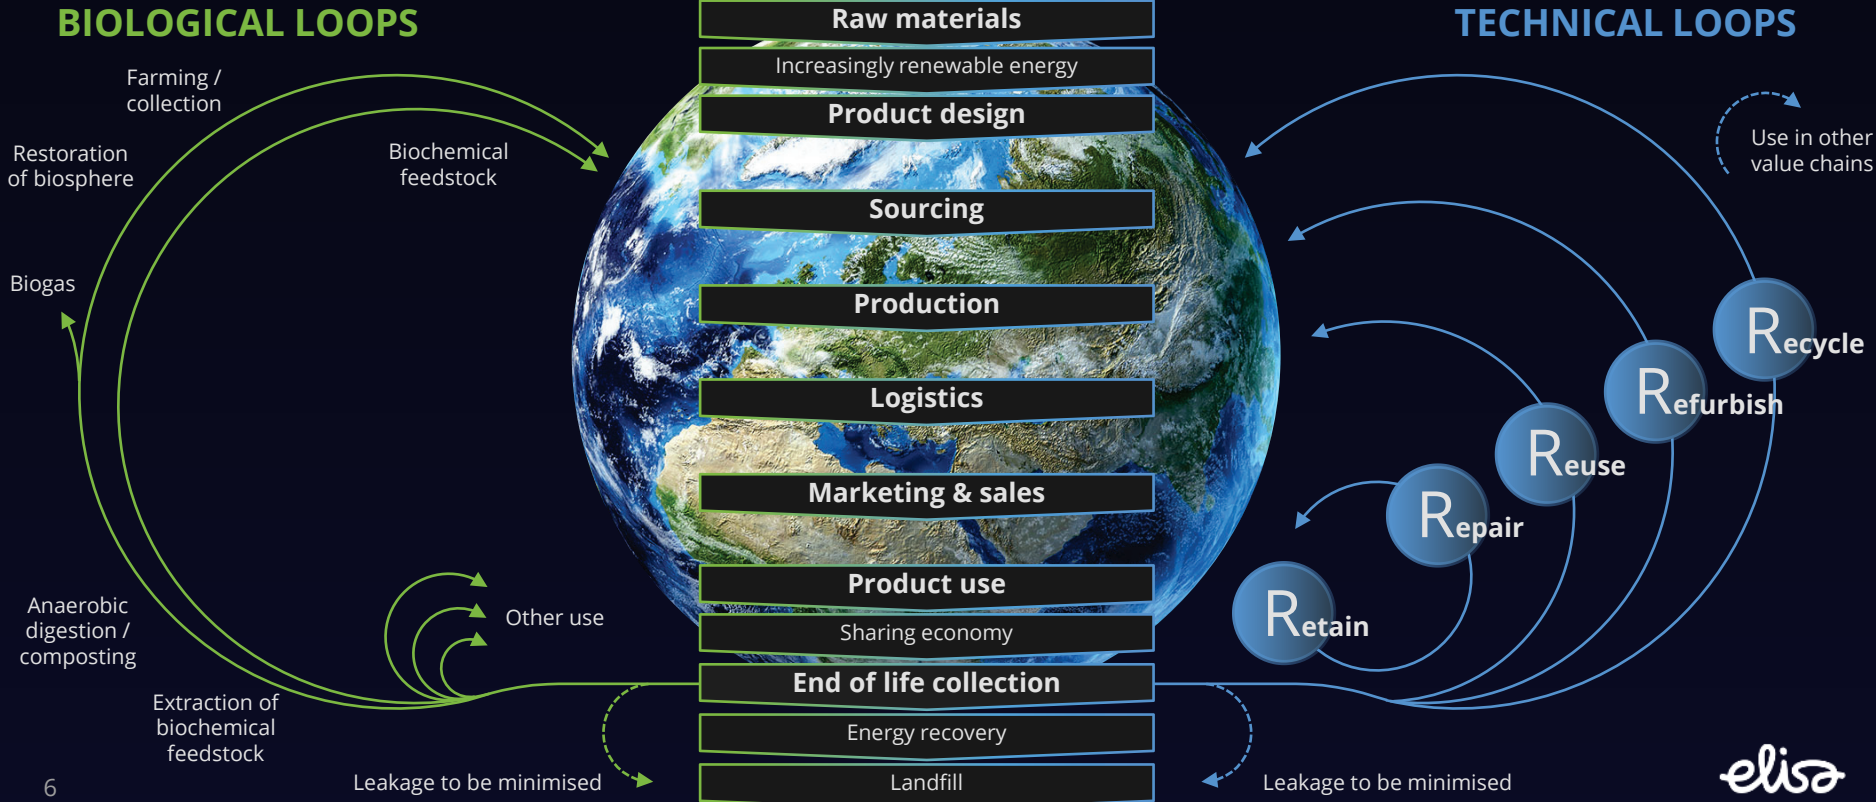 BIOLOGICAL LOOPS
Farming /
collection
Restoration
of biosphere
Biochemical
feedstock
Biogas
Anaerobic
digestion /
composting
Extraction of
biochemical
feedstock
Other use
Leakage to be minimised
6
Raw materials
Increasingly renewable energy
Product design
Sourcing
Production
Logistics
Marketing & sales
Product use
Sharing economy
End of life collection
Energy recovery
Landfill
TECHNICAL LOOPS
Use in other
value chains
Recycle
Refurbish
Reuse
Repair
Retain
Leakage to be minimised
elisa